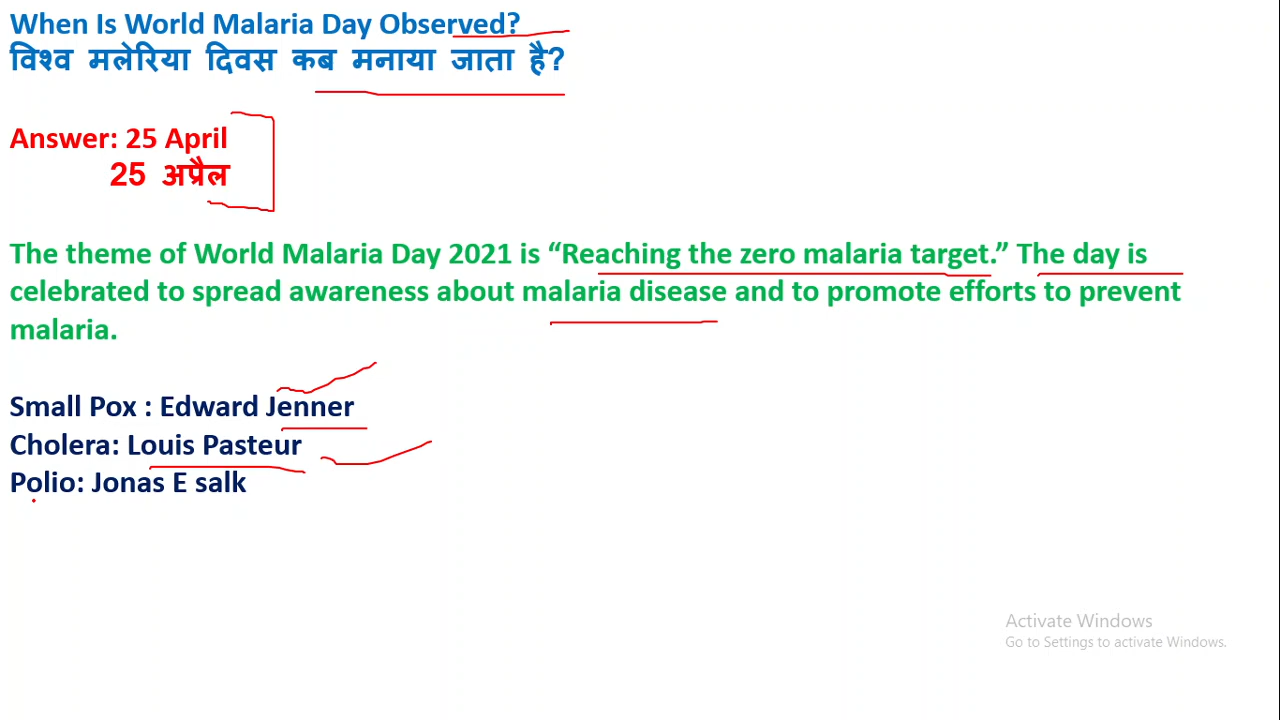 When Is World Malaria Day Observed?
विश्व मलेरिया दिवस कब मनाया जाता है?
Answer: 25 April
25 अप्रैल
The theme of World Malaria Day 2021 is “Reaching the zero malaria target.” The day is
celebrated to spread awareness about malaria disease and to promote efforts to prevent
malaria.
Small Pox : Edward Jenner
Cholera: Louis Pasteur
Polio: Jonas E salk
Activate Windows
Go to Settings to activate Windows.